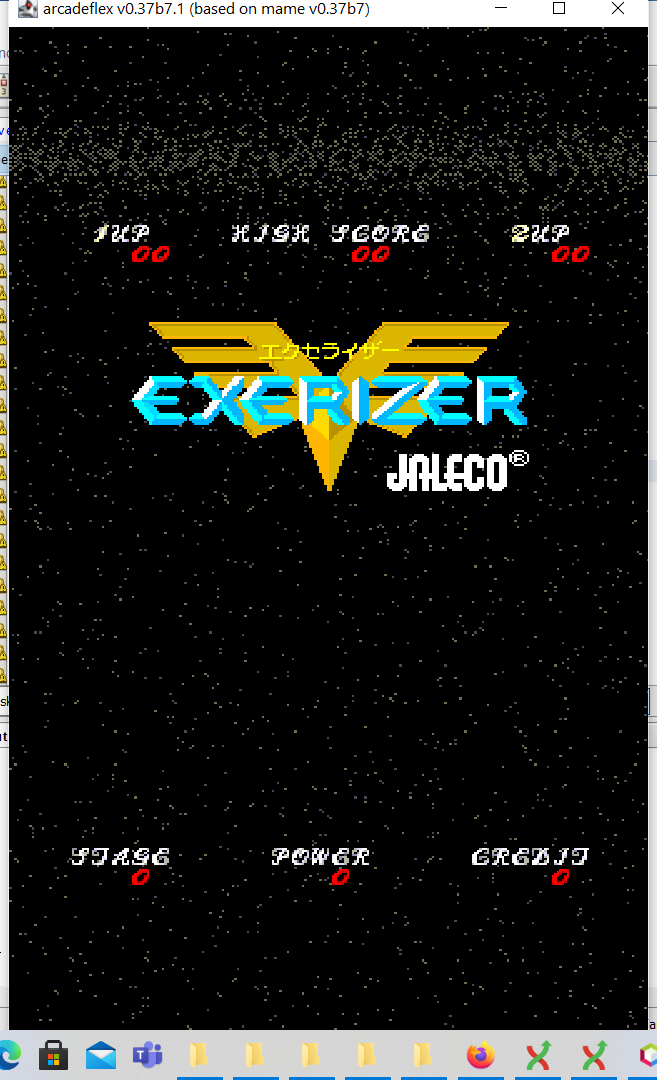 arcadeflex v0.37b7.1 (based on mame v0.37b7)
1UP HIGH SCORE 2UP
00 00 00
エクセライザー
EXERIZER
JALECO®
STAGE POWER CREDIT
0 0 0